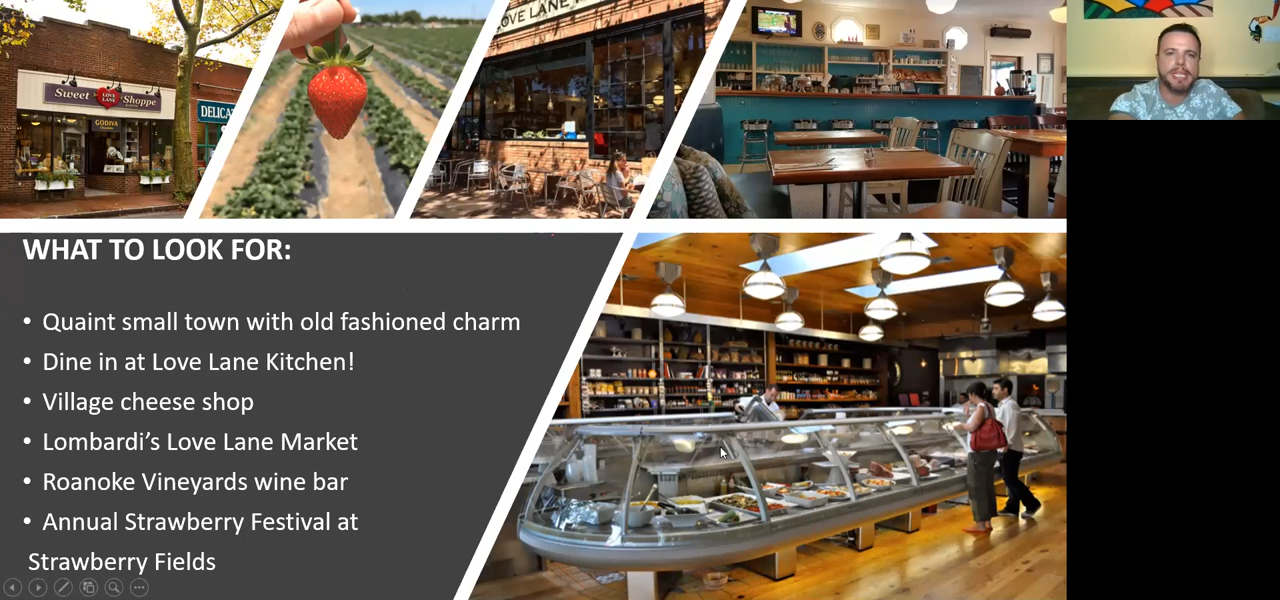 Sweet LOVE LANE Shoppe
GODIVA
DELICA
LOVE LANE
WHAT TO LOOK FOR:
• Quaint small town with old fashioned charm
• Dine in at Love Lane Kitchen!
• Village cheese shop
• Lombardi’s Love Lane Market
• Roanoke Vineyards wine bar
• Annual Strawberry Festival at
Strawberry Fields